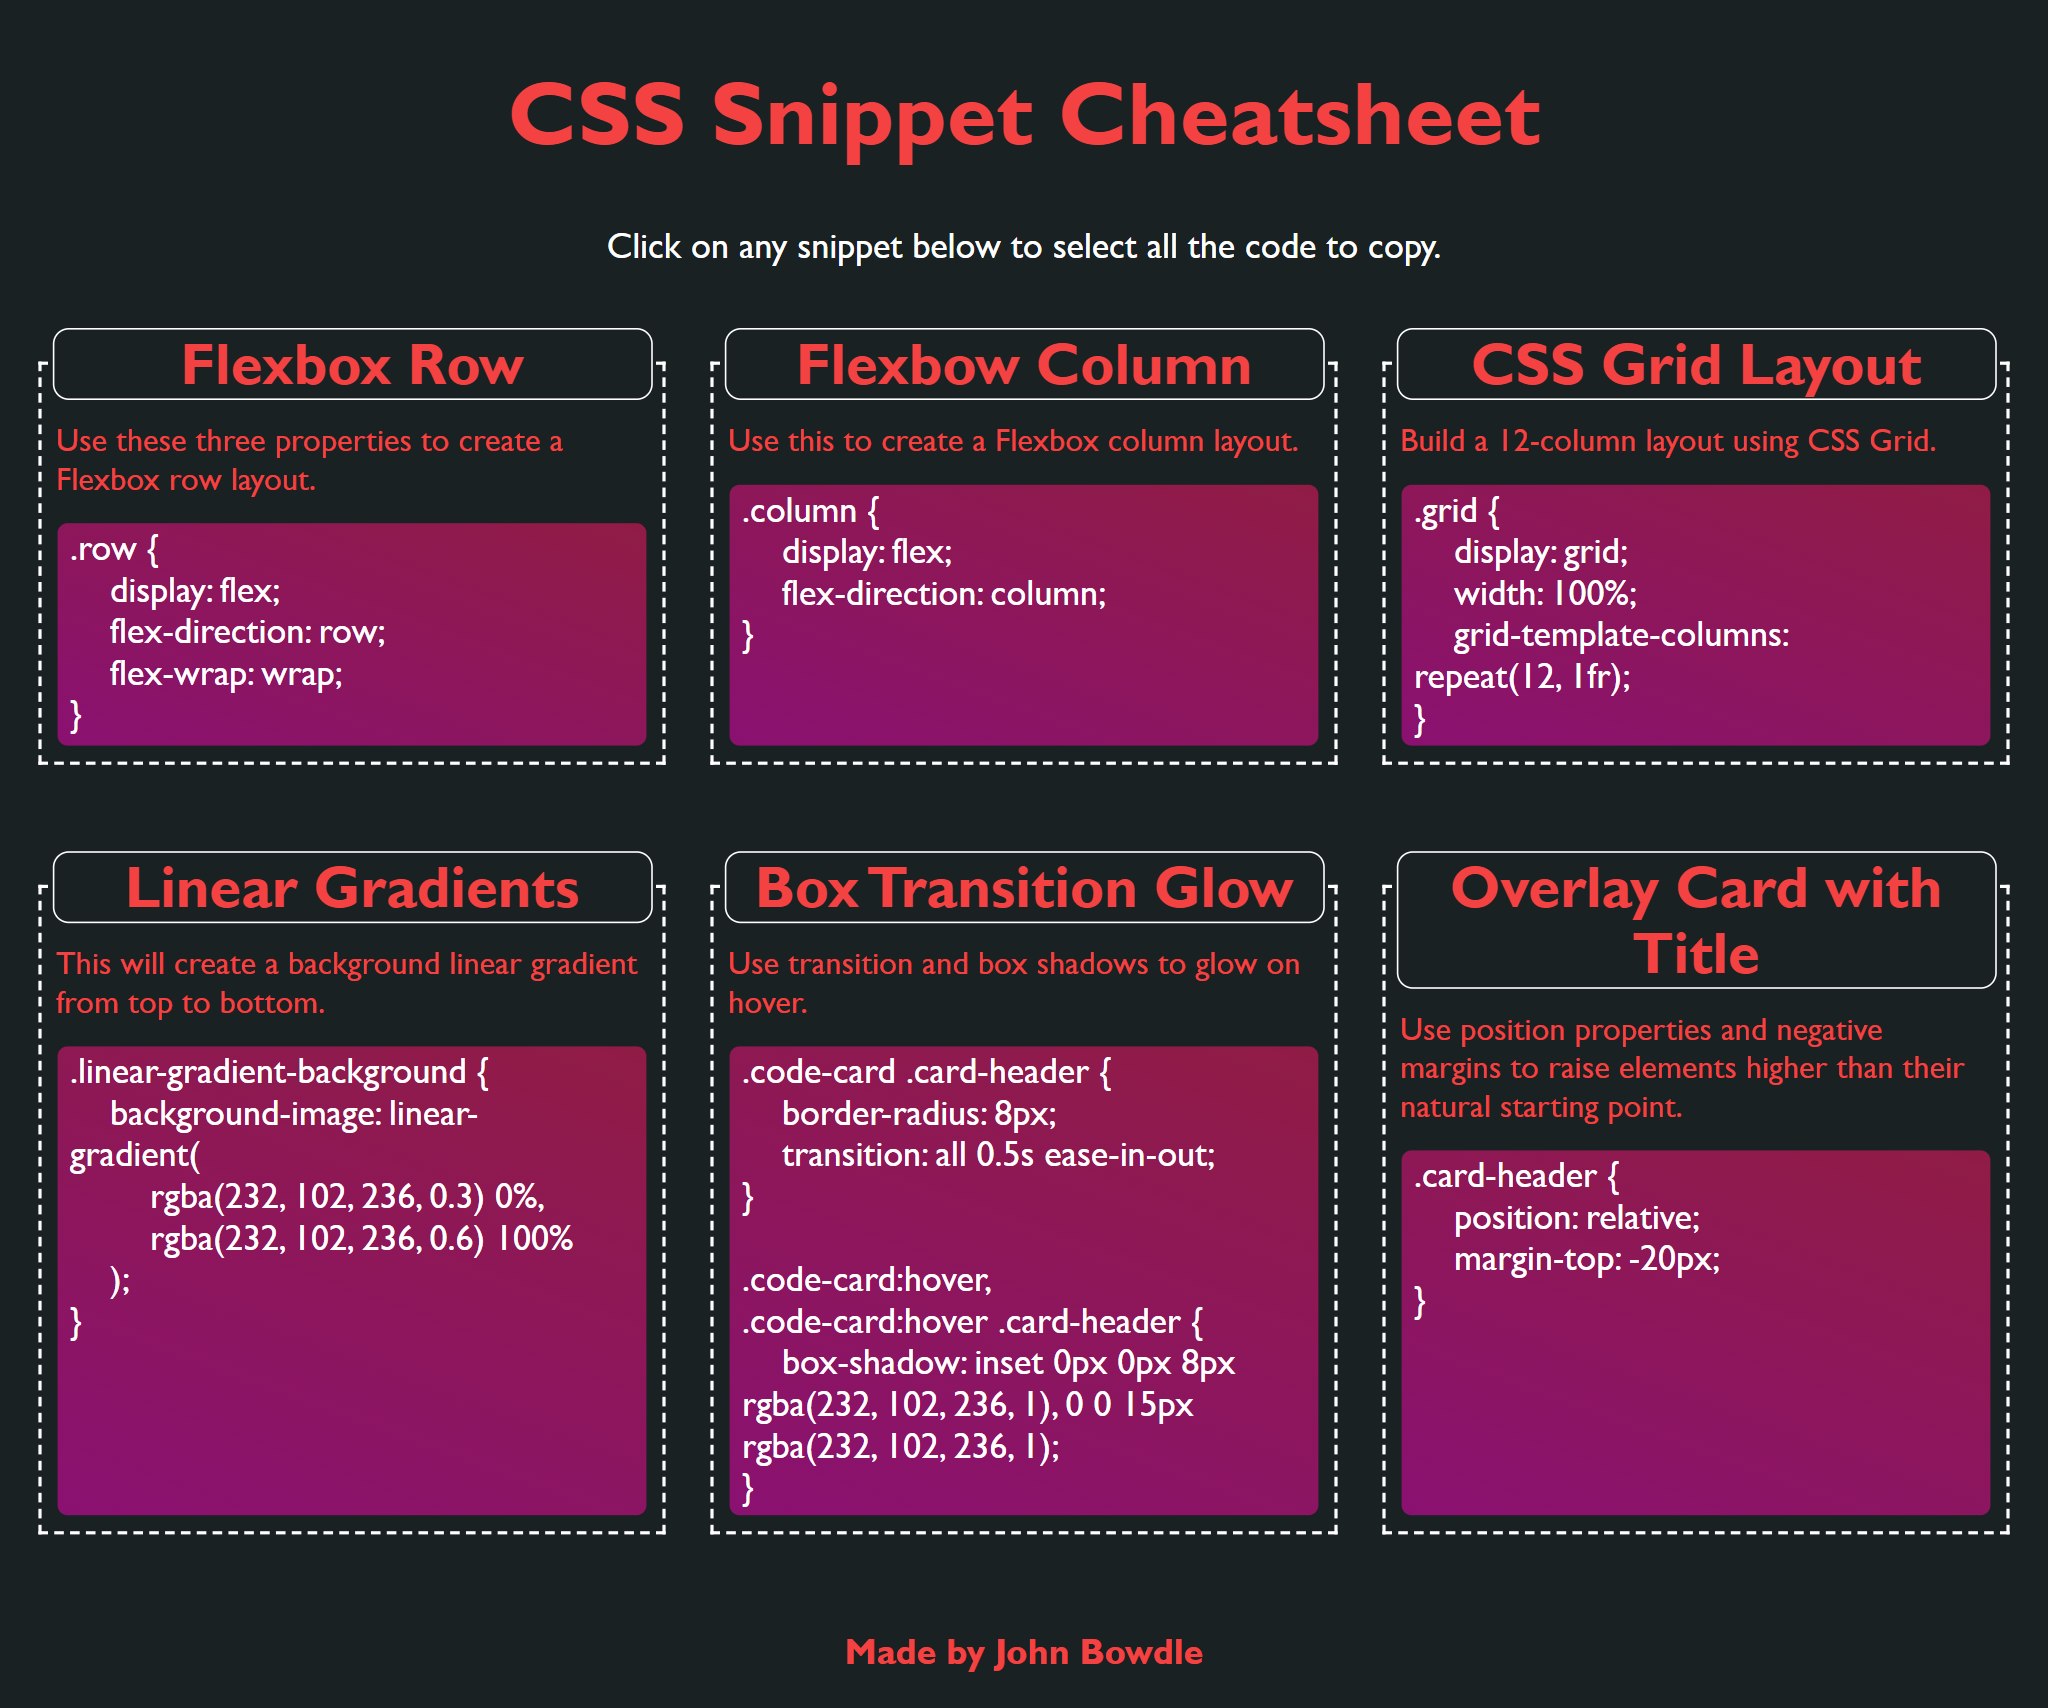 CSS Snippet Cheatsheet
Click on any snippet below to select all the code to copy.
Flexbox Row
Use these three properties to create a
Flexbox row layout.
.row {
    display: flex;
    flex-direction: row;
    flex-wrap: wrap;
}
Flexbow Column
Use this to create a Flexbox column layout.
.column {
    display: flex;
    flex-direction: column;
}
CSS Grid Layout
Build a 12-column layout using CSS Grid.
.grid {
    display: grid;
    width: 100%;
    grid-template-columns:
repeat(12, 1fr);
}
Linear Gradients
This will create a background linear gradient
from top to bottom.
.linear-gradient-background {
    background-image: linear-
gradient(
        rgba(232, 102, 236, 0.3) 0%,
        rgba(232, 102, 236, 0.6) 100%
    );
}
Box Transition Glow
Use transition and box shadows to glow on
hover.
.code-card .card-header {
    border-radius: 8px;
    transition: all 0.5s ease-in-out;
}
.code-card:hover,
.code-card:hover .card-header {
    box-shadow: inset 0px 0px 8px
rgba(232, 102, 236, 1), 0 0 15px
rgba(232, 102, 236, 1);
}
Overlay Card with
Title
Use position properties and negative
margins to raise elements higher than their
natural starting point.
.card-header {
    position: relative;
    margin-top: -20px;
}
Made by John Bowdle